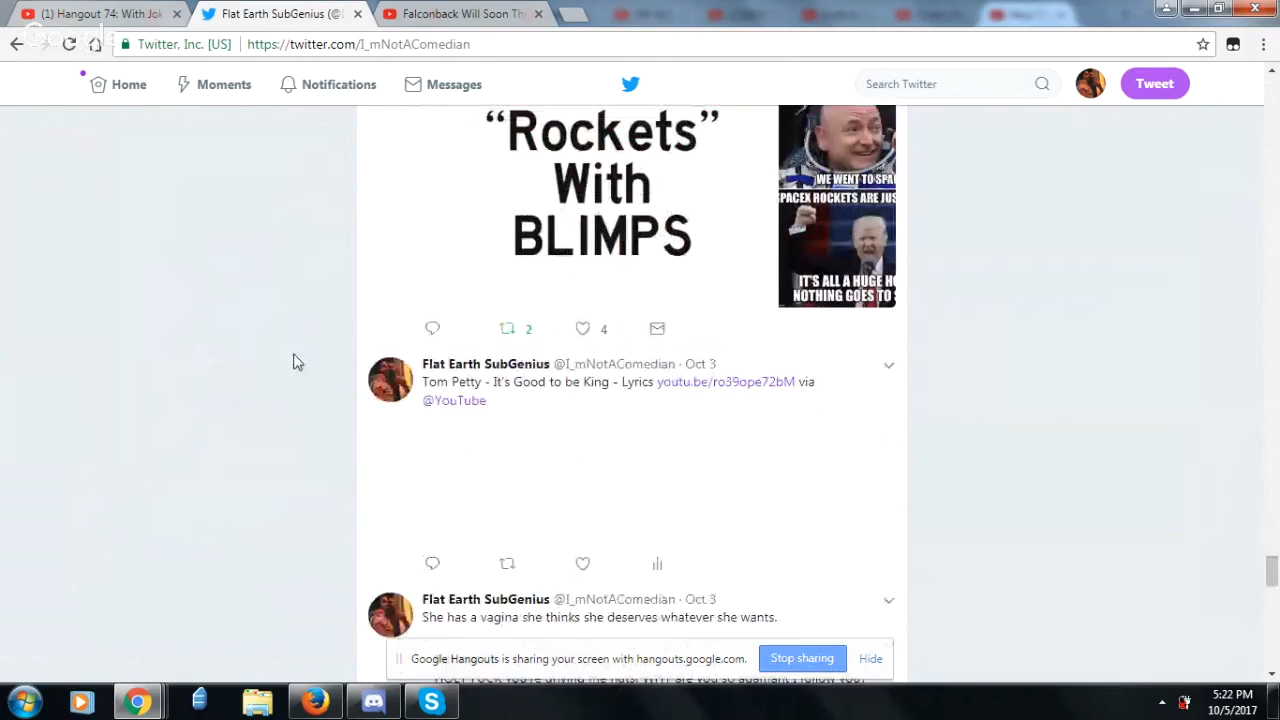 (1) Hangout 74: With Jok
Flat Earth SubGenius (@I
Falconback Will Soon Th
Twitter, Inc. [US]
https://twitter.com/I_mNotAComedian
Home
Moments
Notifications
Messages
Search Twitter
Tweet
“Rockets”
With
BLIMPS
WE WENT TO SPA
SPACEX ROCKETS ARE JUS
IT'S ALL A HUGE HO
NOTHING GOES TO S
2
4
Flat Earth SubGenius @I_mNotAComedian · Oct 3
Tom Petty - It's Good to be King - Lyrics youtu.be/ro39ope72bM via
@YouTube
Flat Earth SubGenius @I_mNotAComedian · Oct 3
She has a vagina she thinks she deserves whatever she wants.
Google Hangouts is sharing your screen with hangouts.google.com.
Stop sharing
Hide
5:22 PM
10/5/2017